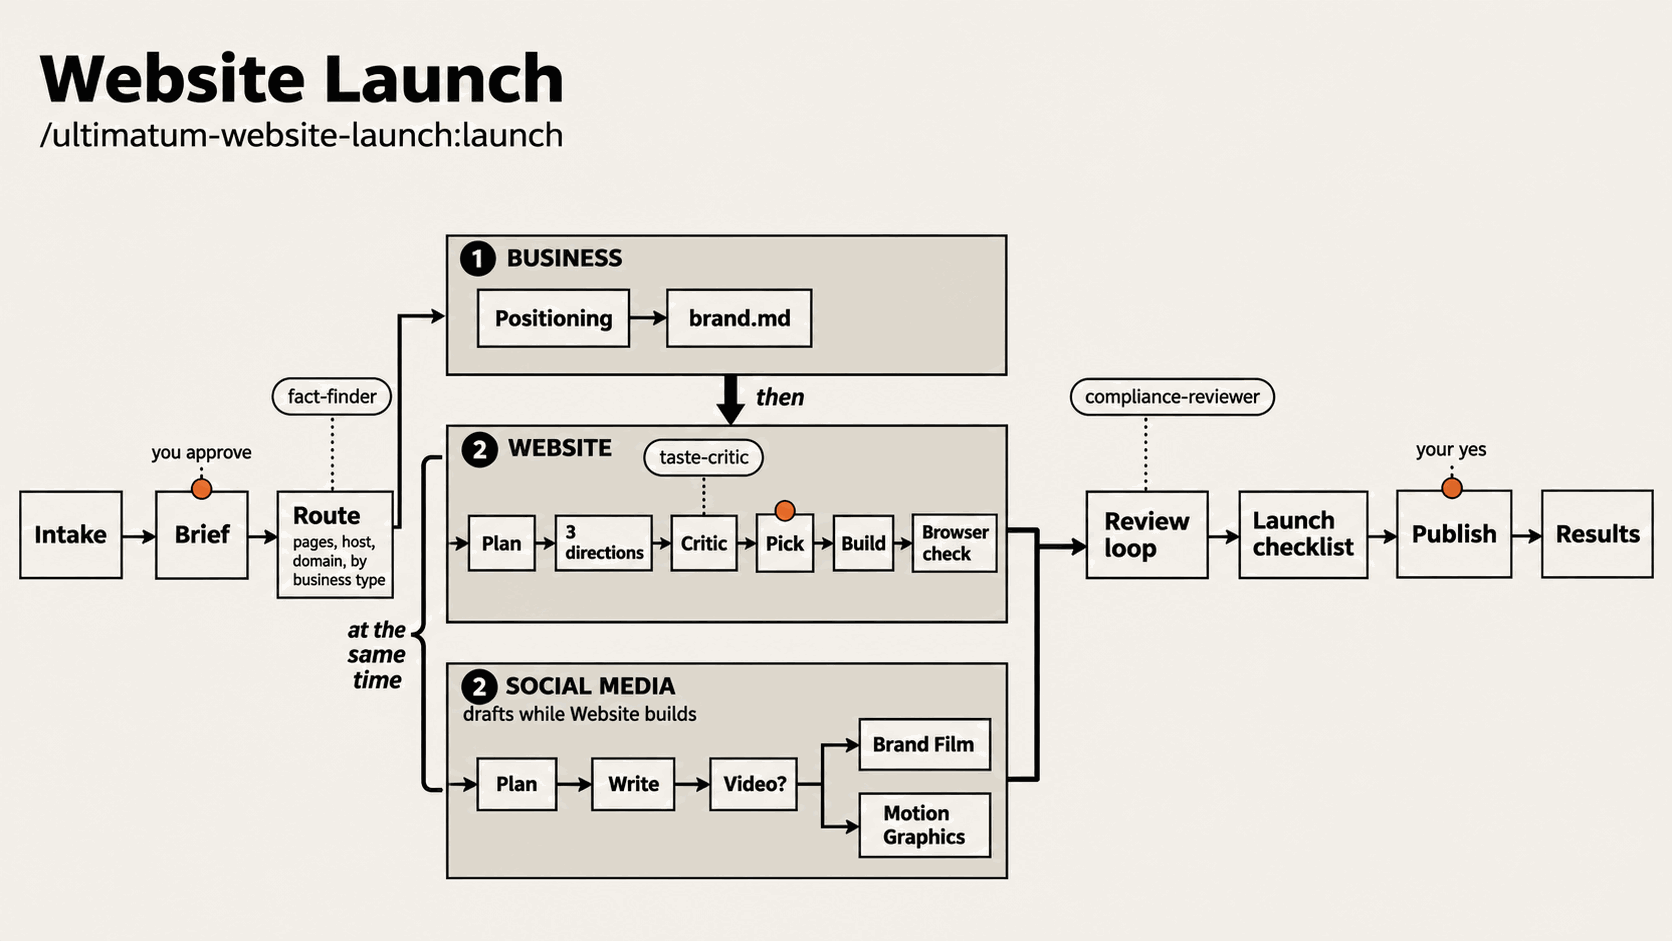 Website Launch
/ultimatum-website-launch:launch
1 BUSINESS
Positioning
brand.md
then
fact-finder
you approve
Intake
Brief
Route
pages, host,
domain, by
business type
at the
same
time
2 WEBSITE
taste-critic
Plan
3
directions
Critic
Pick
Build
Browser
check
2 SOCIAL MEDIA
drafts while Website builds
Plan
Write
Video?
Brand Film
Motion
Graphics
compliance-reviewer
your yes
Review
loop
Launch
checklist
Publish
Results